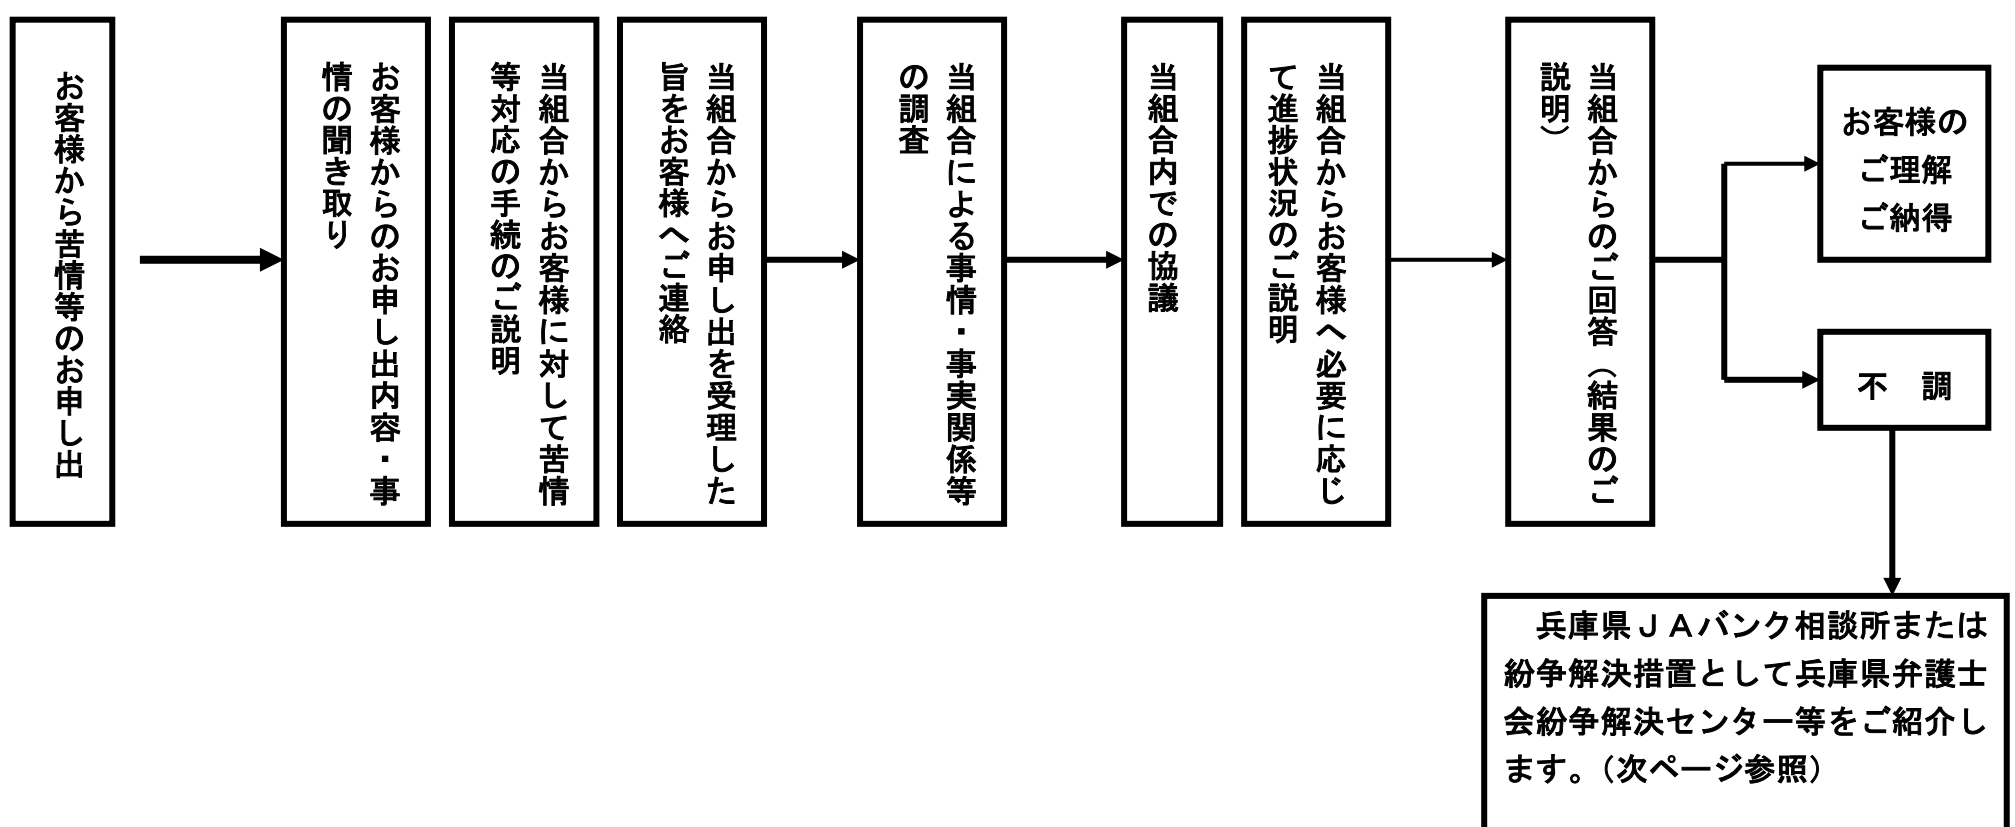 お客様から苦情等のお申し出
お客様からのお申し出内容・事
情の聞き取り
当組合からお客様に対して苦情
等対応の手続のご説明
当組合からお申し出を受理した
旨をお客様へご連絡
当組合による事情・事実関係等
の調査
当組合内での協議
当組合からお客様へ必要に応じ
て進捗状況のご説明
当組合からのご回答（結果のご
説明）
お客様の
ご理解
ご納得
不　調
兵庫県ＪＡバンク相談所または
紛争解決措置として兵庫県弁護士
会紛争解決センター等をご紹介し
ます。（次ページ参照）